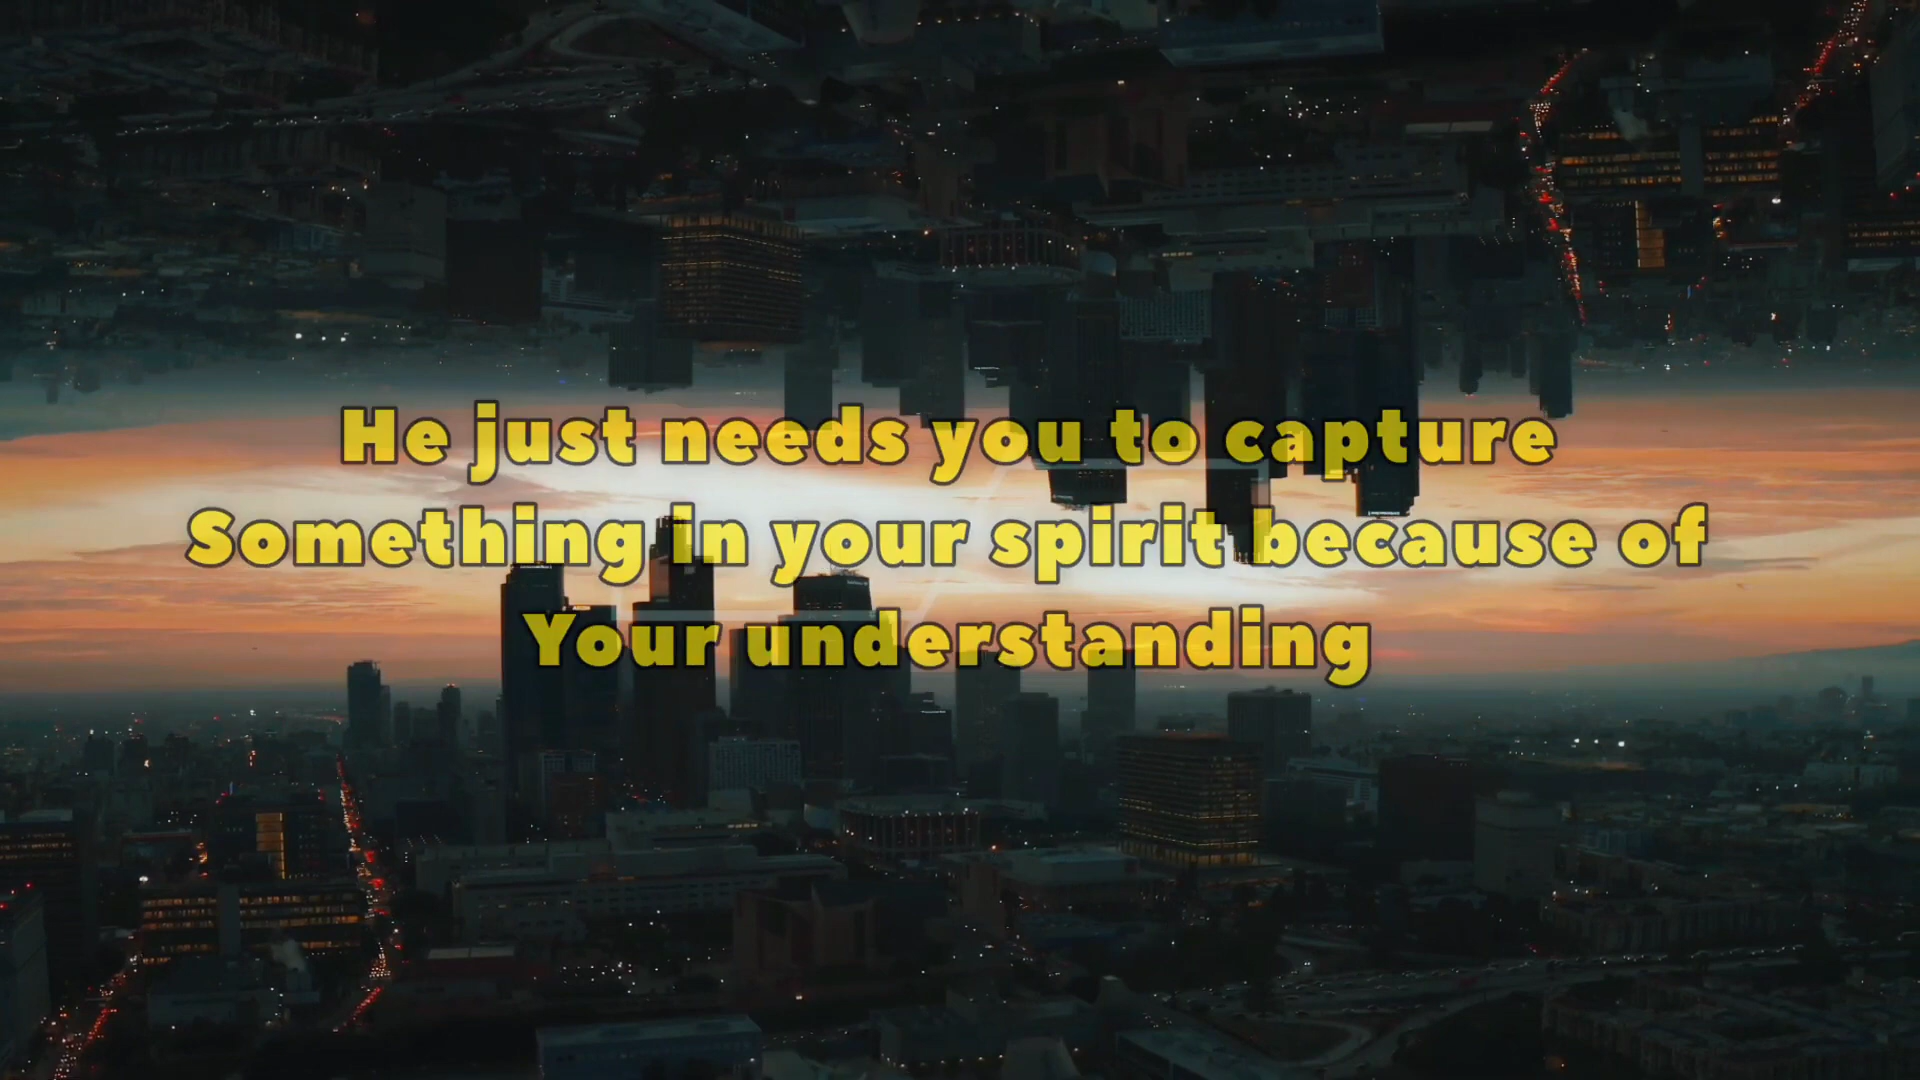 He just needs you to capture
Something in your spirit because of
Your understanding